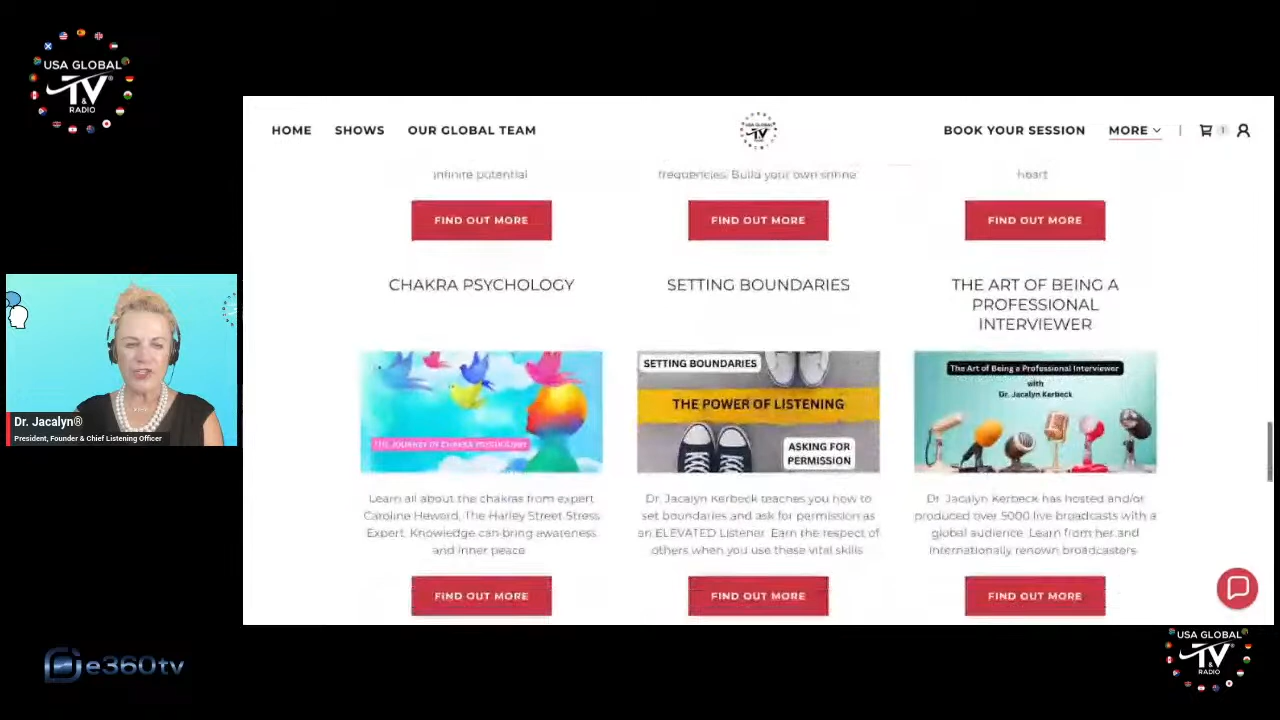 USA GLOBAL
TV
&
RADIO
HOME
SHOWS
OUR GLOBAL TEAM
USA GLOBAL
TV
BOOK YOUR SESSION
MORE
1
infinite potential
frequencies. Build your own shrine
heart
FIND OUT MORE
FIND OUT MORE
FIND OUT MORE
CHAKRA PSYCHOLOGY
SETTING BOUNDARIES
THE ART OF BEING A
PROFESSIONAL
INTERVIEWER
THE JOURNEY OF CHAKRA PSYCHOLOGY
SETTING BOUNDARIES
THE POWER OF LISTENING
ASKING FOR
PERMISSION
The Art of Being a Professional Interviewer
with
Dr. Jacalyn Kerbeck
Learn all about the chakras from expert
Caroline Heward, The Harley Street Stress
Expert. Knowledge can bring awareness
and inner peace
Dr. Jacalyn Kerbeck teaches you how to
set boundaries and ask for permission as
an ELEVATED Listener. Earn the respect of
others when you use these vital skills
Dr. Jacalyn Kerbeck has hosted and/or
produced over 5000 live broadcasts with a
global audience. Learn from her and
internationally renown broadcasters
FIND OUT MORE
FIND OUT MORE
FIND OUT MORE
Dr. Jacalyn®
President, Founder & Chief Listening Officer
e360tv
USA GLOBAL
TV
&
RADIO